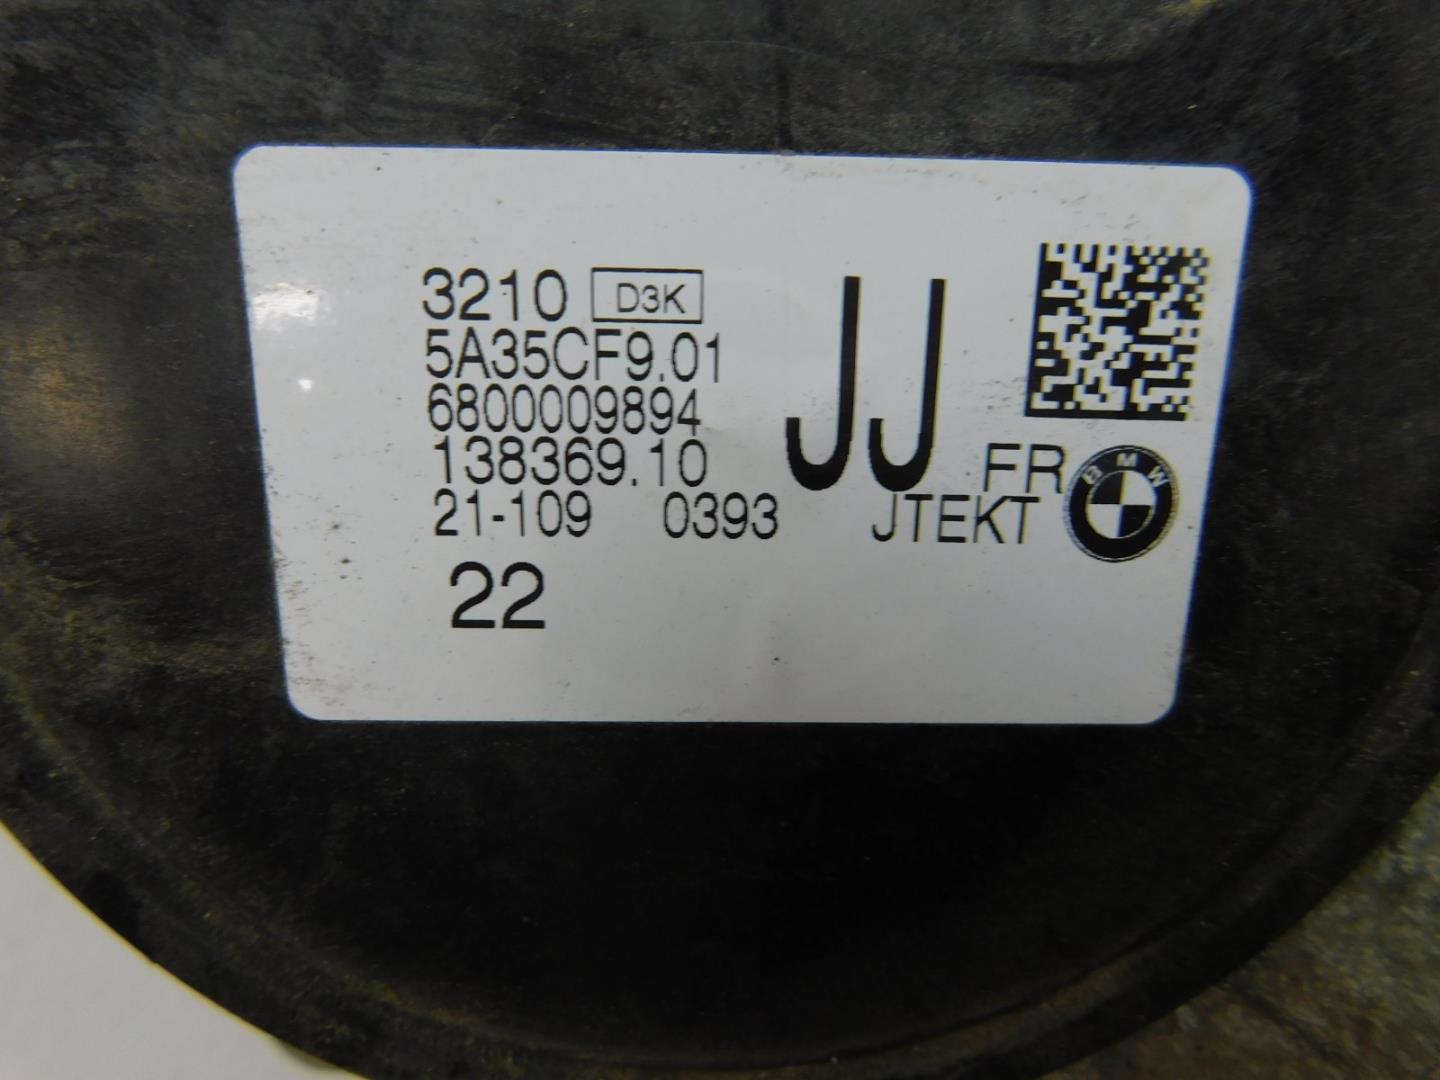 3210 D3K
5A35CF9.01
6800009894
138369.10
21-109 0393
22
JJ
FR
JTEKT
BMW